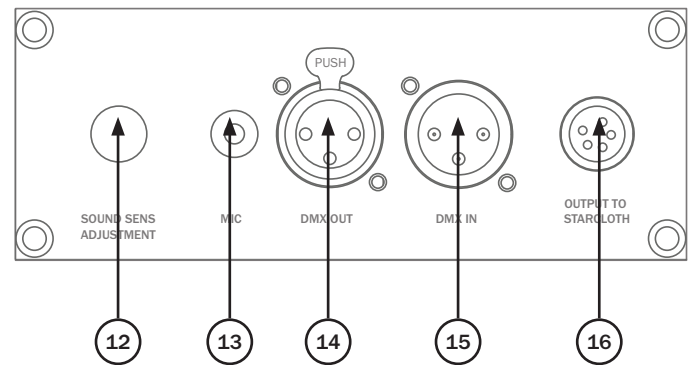 PUSH
SOUND SENS
ADJUSTMENT
MIC
DMX OUT
DMX IN
OUTPUT TO
STARCLOTH
12
13
14
15
16